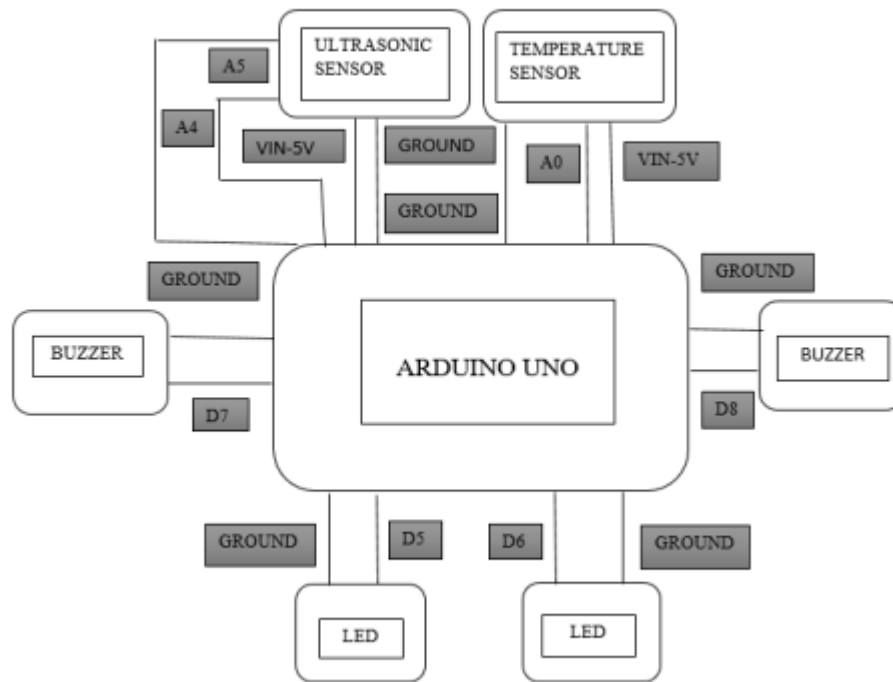 ULTRASONIC
SENSOR
TEMPERATURE
SENSOR
A5
A4
VIN-5V
GROUND
A0
VIN-5V
GROUND
GROUND
GROUND
BUZZER
ARDUINO UNO
BUZZER
D7
D8
GROUND
D5
D6
GROUND
LED
LED